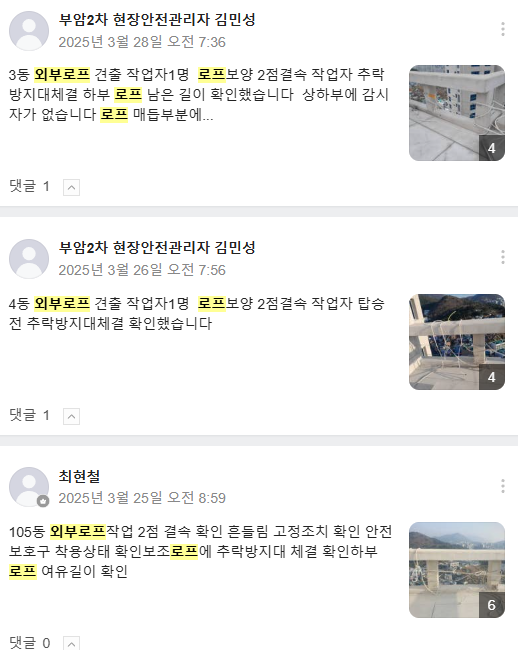 부암2차 현장안전관리자 김민성
2025년 3월 28일 오전 7:36
3동 외부로프 견출 작업자1명  로프보양 2점결속 작업자 추락
방지대체결 하부 로프 남은 길이 확인했습니다  상하부에 감시
자가 없습니다 로프 매듭부분에...
4
댓글 1
부암2차 현장안전관리자 김민성
2025년 3월 26일 오전 7:56
4동 외부로프 견출 작업자1명  로프보양 2점결속 작업자 탑승
전 추락방지대체결 확인했습니다
4
댓글 1
최현철
2025년 3월 25일 오전 8:59
105동 외부로프작업 2점 결속 확인 흔들림 고정조치 확인 안전
보호구 착용상태 확인보조로프에 추락방지대 체결 확인하부
로프 여유길이 확인
6
댓글 0